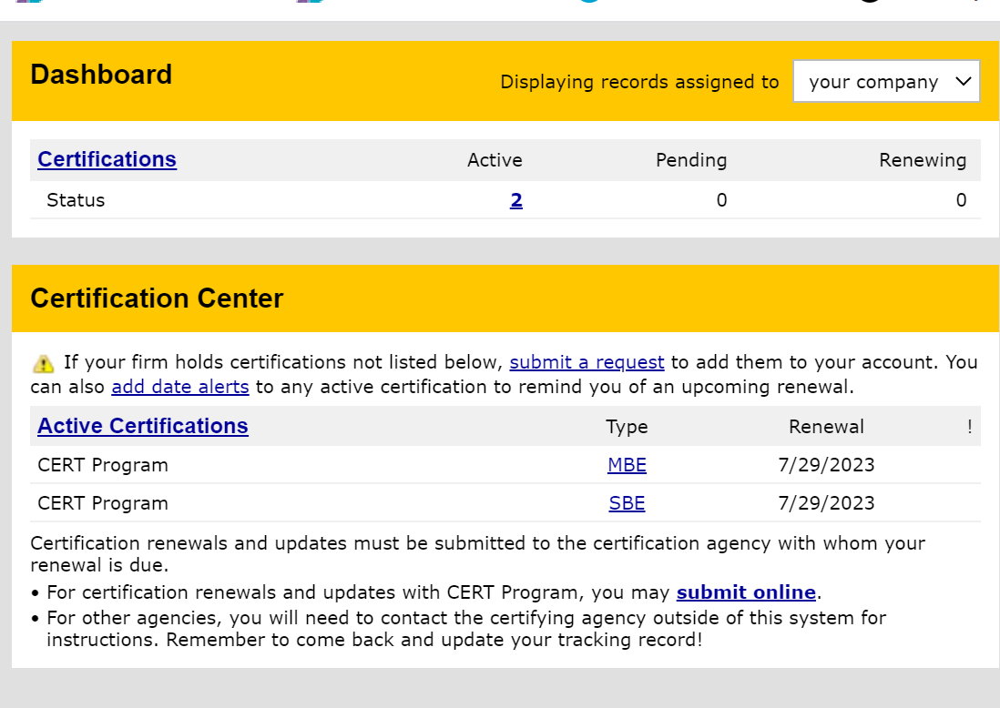 Dashboard
Displaying records assigned to your company
Certifications Active Pending Renewing
Status 2 0 0
Certification Center
If your firm holds certifications not listed below, submit a request to add them to your account. You
can also add date alerts to any active certification to remind you of an upcoming renewal.
Active Certifications Type Renewal !
CERT Program MBE 7/29/2023
CERT Program SBE 7/29/2023
Certification renewals and updates must be submitted to the certification agency with whom your
renewal is due.
• For certification renewals and updates with CERT Program, you may submit online.
• For other agencies, you will need to contact the certifying agency outside of this system for
instructions. Remember to come back and update your tracking record!